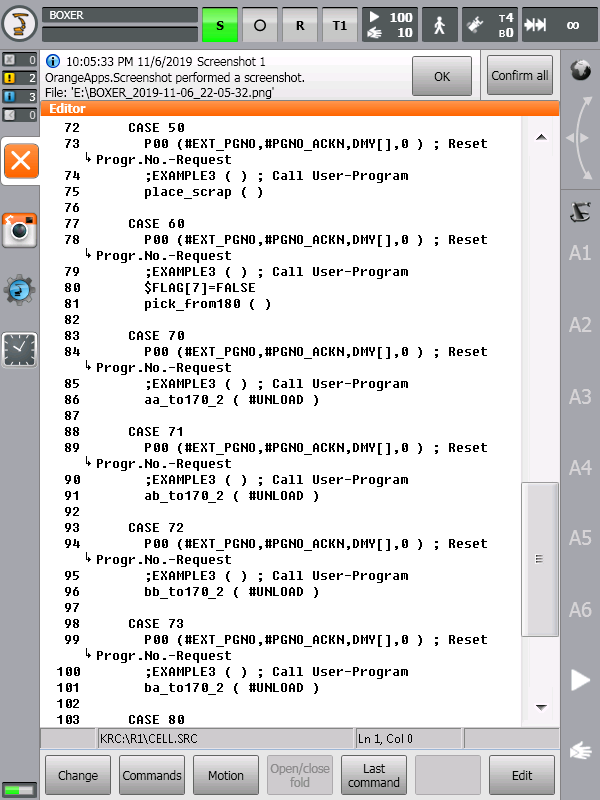 BOXER
S
O
R
T1
100
10
T4
B0
∞
0
2
3
0
10:05:33 PM 11/6/2019 Screenshot 1
OrangeApps.Screenshot performed a screenshot.
File: 'E:\BOXER_2019-11-06_22-05-32.png'
OK
Confirm all
Editor
72 CASE 50
73 P00 (#EXT_PGNO,#PGNO_ACKN,DMY[],0 ) ; Reset
Progr.No.-Request
74 ;EXAMPLE3 ( ) ; Call User-Program
75 place_scrap ( )
76
77 CASE 60
78 P00 (#EXT_PGNO,#PGNO_ACKN,DMY[],0 ) ; Reset
Progr.No.-Request
79 ;EXAMPLE3 ( ) ; Call User-Program
80 $FLAG[7]=FALSE
81 pick_from180 ( )
82
83 CASE 70
84 P00 (#EXT_PGNO,#PGNO_ACKN,DMY[],0 ) ; Reset
Progr.No.-Request
85 ;EXAMPLE3 ( ) ; Call User-Program
86 aa_to170_2 ( #UNLOAD )
87
88 CASE 71
89 P00 (#EXT_PGNO,#PGNO_ACKN,DMY[],0 ) ; Reset
Progr.No.-Request
90 ;EXAMPLE3 ( ) ; Call User-Program
91 ab_to170_2 ( #UNLOAD )
92
93 CASE 72
94 P00 (#EXT_PGNO,#PGNO_ACKN,DMY[],0 ) ; Reset
Progr.No.-Request
95 ;EXAMPLE3 ( ) ; Call User-Program
96 bb_to170_2 ( #UNLOAD )
97
98 CASE 73
99 P00 (#EXT_PGNO,#PGNO_ACKN,DMY[],0 ) ; Reset
Progr.No.-Request
100 ;EXAMPLE3 ( ) ; Call User-Program
101 ba_to170_2 ( #UNLOAD )
102
103 CASE 80
A1
A2
A3
A4
A5
A6
KRC:\R1\CELL.SRC
Ln 1, Col 0
Change
Commands
Motion
Open/close
fold
Last
command
Edit